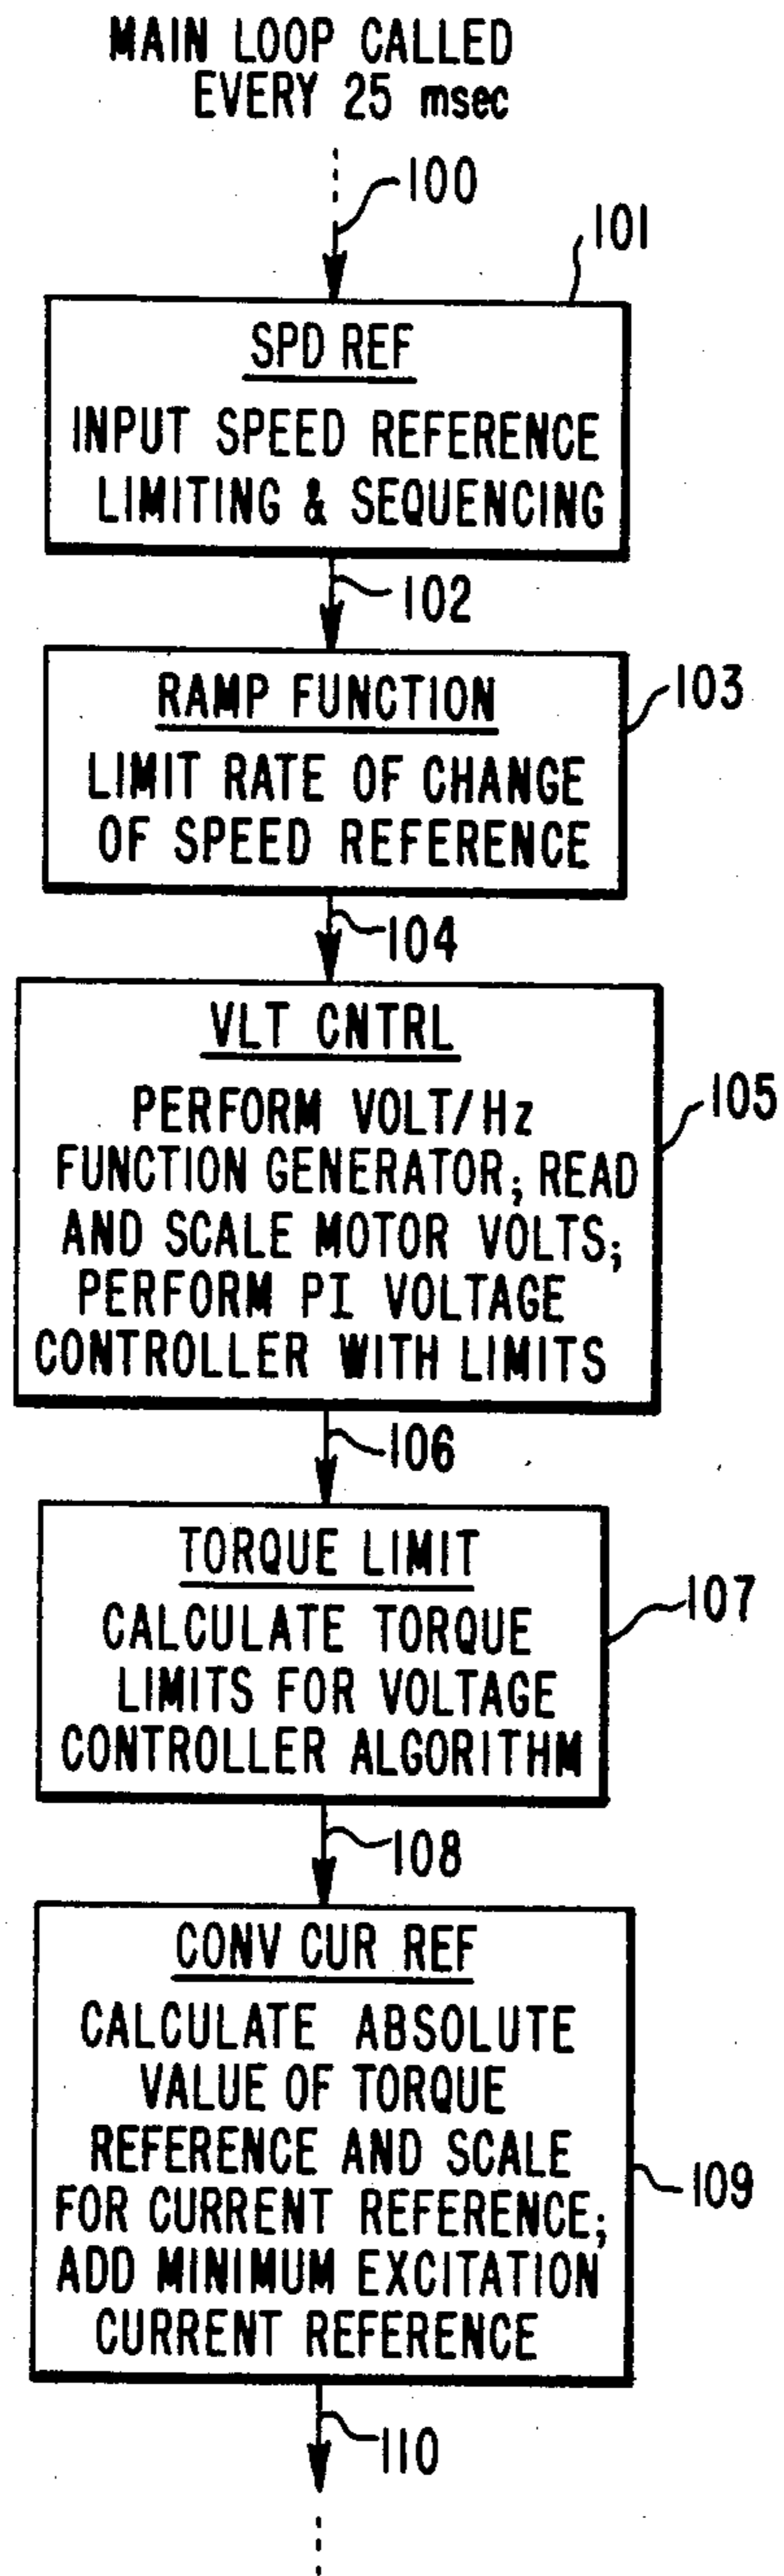 MAIN LOOP CALLED
EVERY 25 msec
100
101
SPD REF
INPUT SPEED REFERENCE
LIMITING & SEQUENCING
102
RAMP FUNCTION
103
LIMIT RATE OF CHANGE
OF SPEED REFERENCE
104
VLT CNTRL
105
PERFORM VOLT/Hz
FUNCTION GENERATOR; READ
AND SCALE MOTOR VOLTS;
PERFORM PI VOLTAGE
CONTROLLER WITH LIMITS
106
TORQUE LIMIT
107
CALCULATE TORQUE
LIMITS FOR VOLTAGE
CONTROLLER ALGORITHM
108
CONV CUR REF
CALCULATE ABSOLUTE
VALUE OF TORQUE
REFERENCE AND SCALE
109
FOR CURRENT REFERENCE;
ADD MINIMUM EXCITATION
CURRENT REFERENCE
110